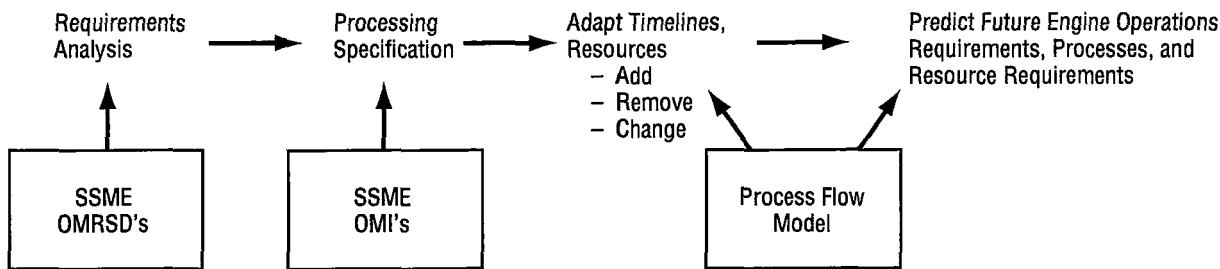 Requirements
Analysis
Processing
Specification
Adapt Timelines,
Resources
– Add
– Remove
– Change
Predict Future Engine Operations
Requirements, Processes, and
Resource Requirements
SSME
OMRSD's
SSME
OMI's
Process Flow
Model